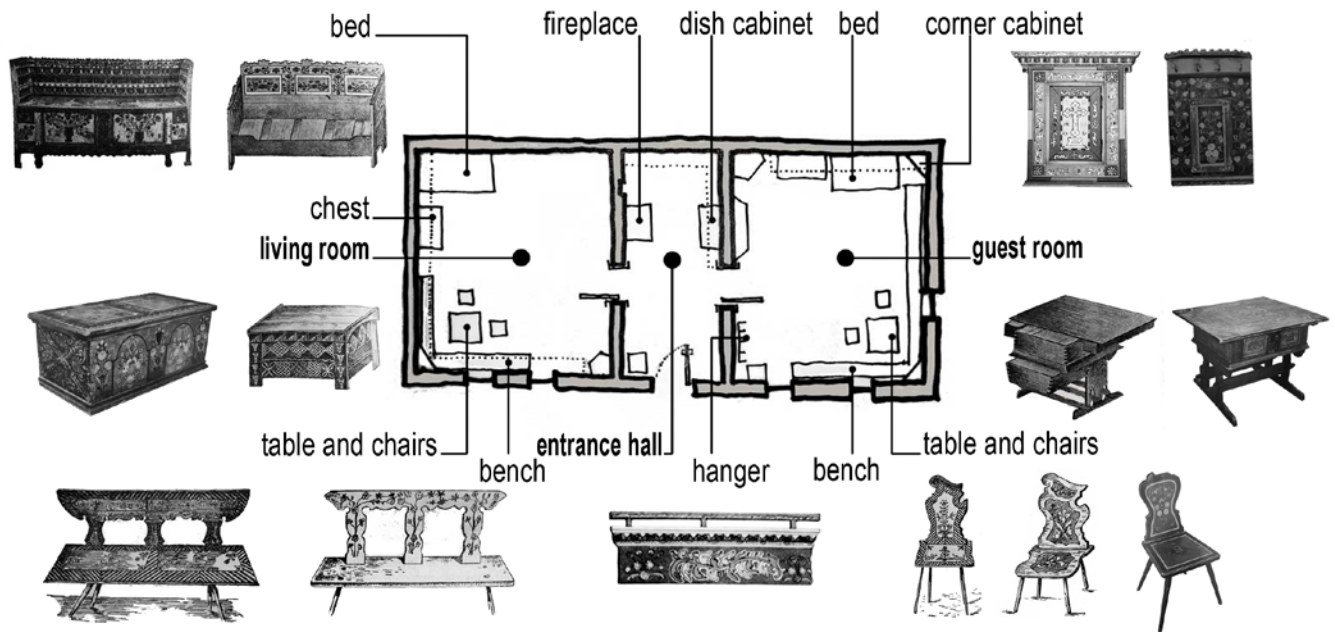 bed
fireplace
dish cabinet
bed
corner cabinet
chest
living room
guest room
table and chairs
bench
entrance hall
hanger
bench
table and chairs